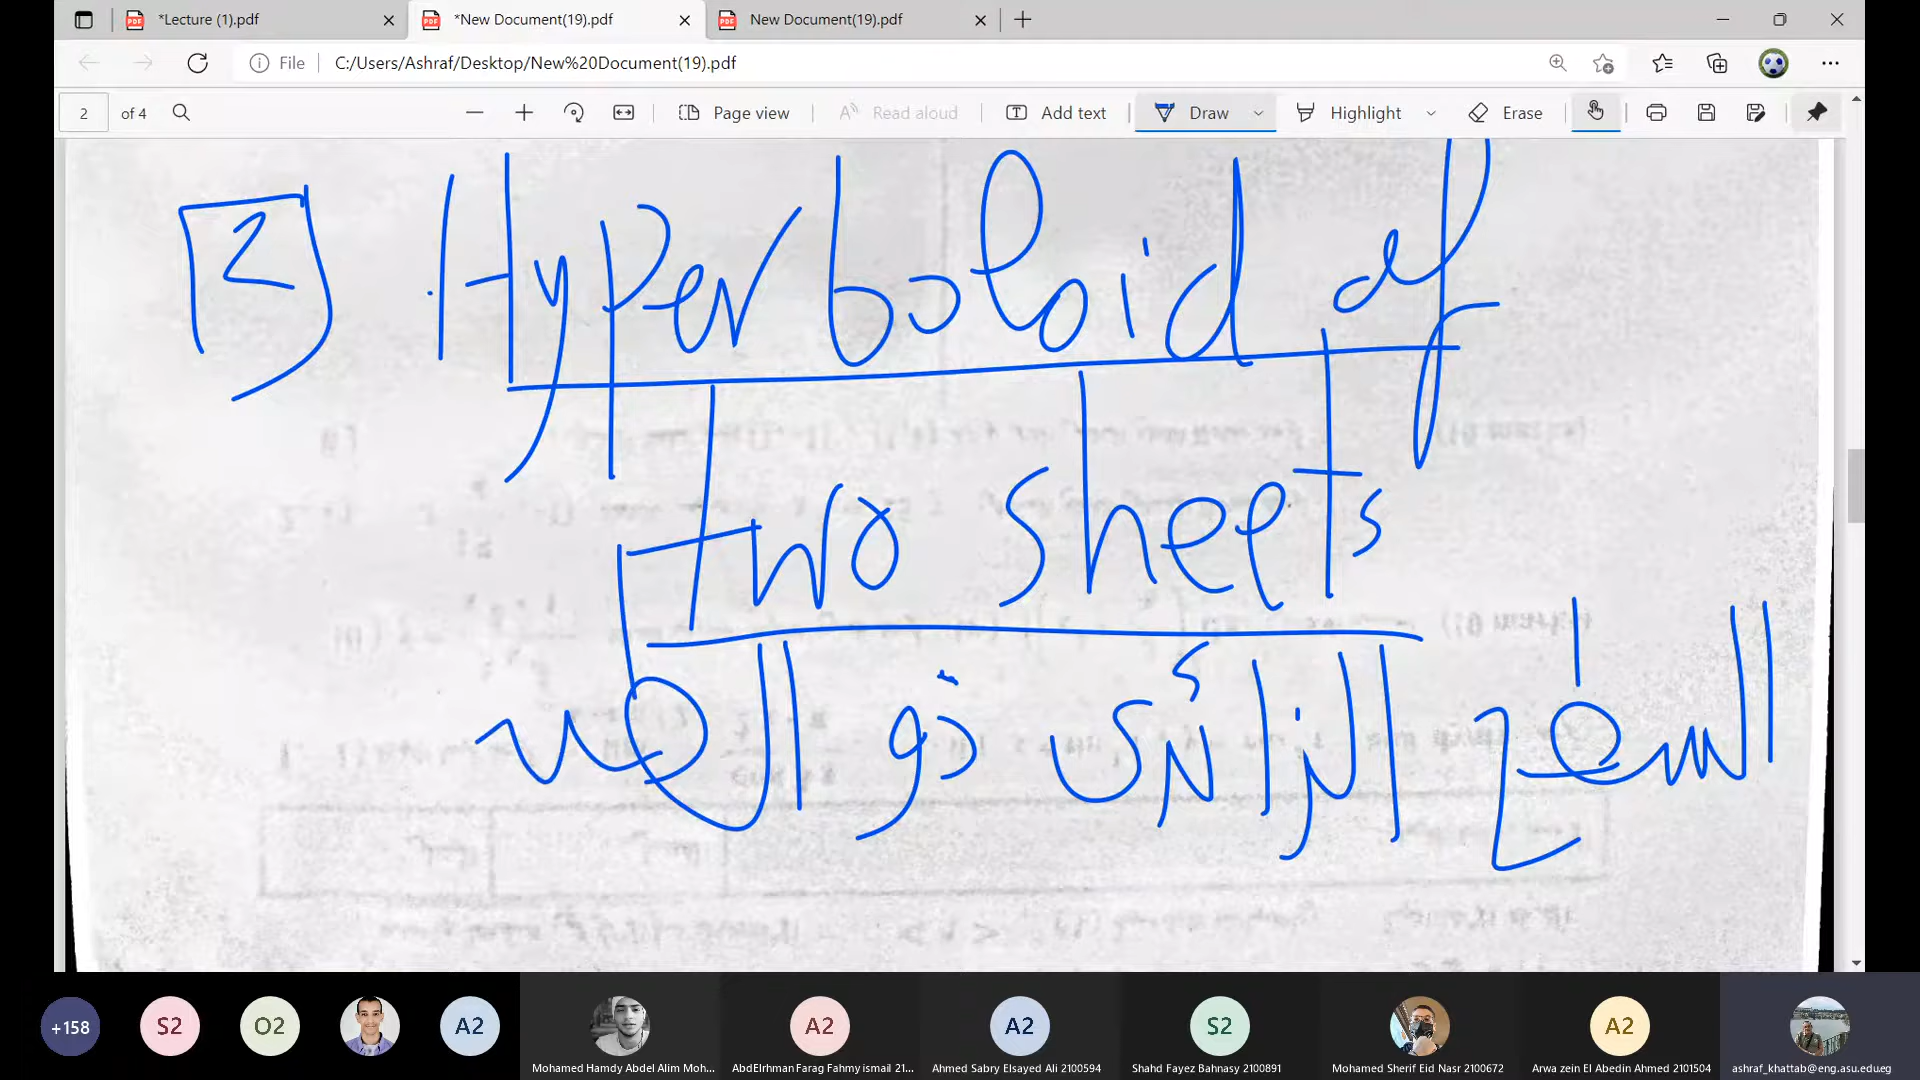 *Lecture (1).pdf
*New Document(19).pdf
New Document(19).pdf
File
C:/Users/Ashraf/Desktop/New%20Document(19).pdf
2 of 4
Page view
Read aloud
Add text
Draw
Highlight
Erase
2 Hyperboloid of
two sheets
المجسم الزائدي ذو
+158
S2
O2
A2
A2
A2
S2
A2
Mohamed Hamdy Abdel Alim Moh...
AbdElrhman Farag Fahmy ismail 21...
Ahmed Sabry Elsayed Ali 2100594
Shahd Fayez Bahnasy 2100891
Mohamed Sherif Eid Nasr 2100672
Arwa zein El Abedin Ahmed 2101504
ashraf_khattab@eng.asu.edu.eg